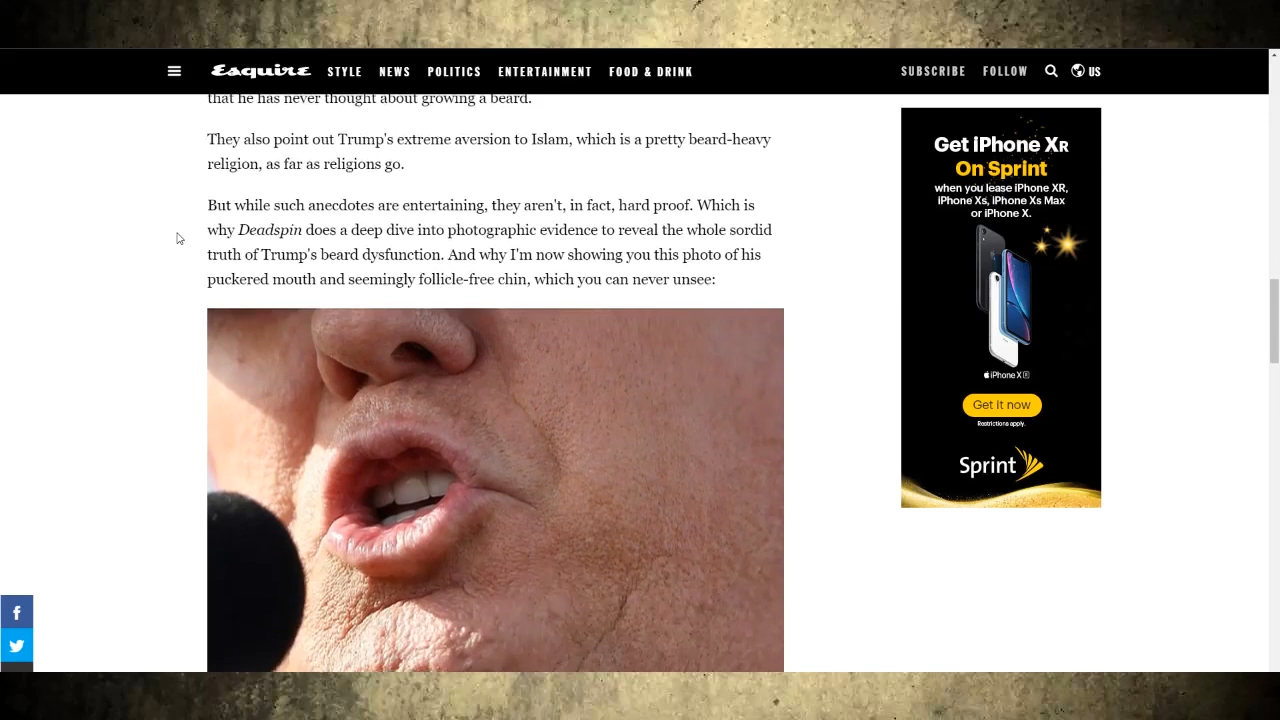 Esquire STYLE NEWS POLITICS ENTERTAINMENT FOOD & DRINK SUBSCRIBE FOLLOW US
that he has never thought about growing a beard.
They also point out Trump's extreme aversion to Islam, which is a pretty beard-heavy
religion, as far as religions go.
But while such anecdotes are entertaining, they aren't, in fact, hard proof. Which is
why Deadspin does a deep dive into photographic evidence to reveal the whole sordid
truth of Trump's beard dysfunction. And why I'm now showing you this photo of his
puckered mouth and seemingly follicle-free chin, which you can never unsee:
Get iPhone XR
On Sprint
when you lease iPhone XR,
iPhone Xs, iPhone Xs Max
or iPhone X.
iPhone XR
Get it now
Restrictions apply.
Sprint